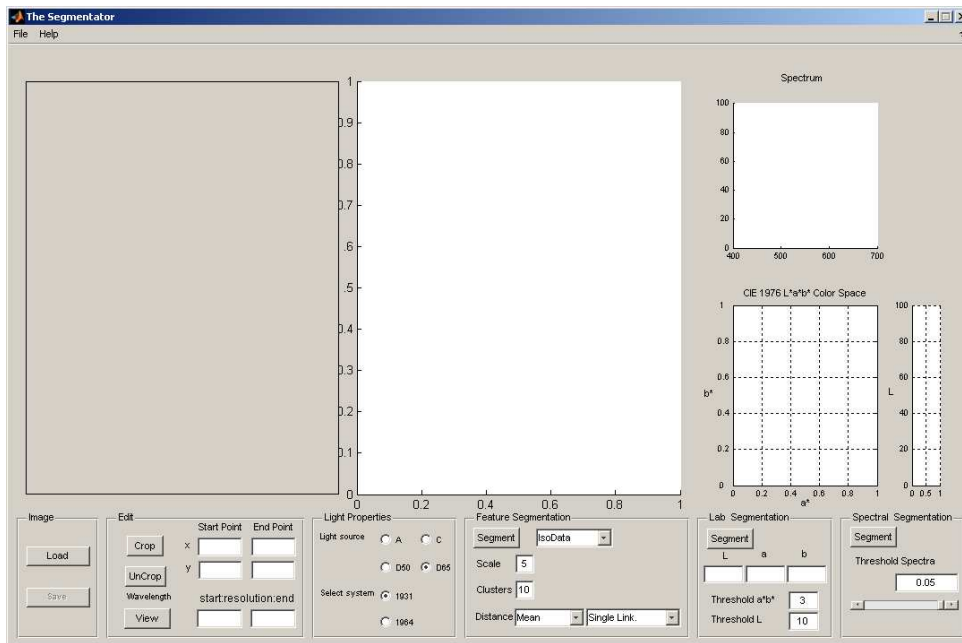 The Segmentator
File Help
1
0.9
0.8
0.7
0.6
.5
0.4
0.3
0.2
0.1
0
0 0.2 0.4 0.6 0.8 1
Spectrum
100
80
60
40
20
0
400 500 600 700
CIE 1976 L*a*b* Color Space
1
0.8
0.6
0.4
0.2
0
b*
0 0.2 0.4 0.6 0.8 1
a*
100
80
60
40
20
0
L
0 0.5 1
Image
Load
Save
Edit
Start Point End Point
Crop x
UnCrop y
Wavelength start:resolution:end
View
Light Properties
Light source A C
D50 D65
Select system 1931
1964
Feature Segmentation
Segment IsoData
Scale 5
Clusters 10
Distance Mean Single Link.
Lab Segmentation
Segment
L a b
Threshold a*b* 3
Threshold L 10
Spectral Segmentation
Segment
Threshold Spectra
0.05